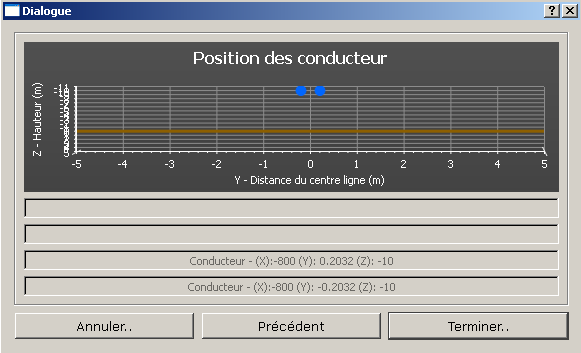 Dialogue
Position des conducteur
Z - Hauteur (m)
-5 -4 -3 -2 -1 0 1 2 3 4 5
Y - Distance du centre ligne (m)
Conducteur - (X):-800 (Y): 0.2032 (Z): -10
Conducteur - (X):-800 (Y): -0.2032 (Z): -10
Annuler.. Précédent Terminer..